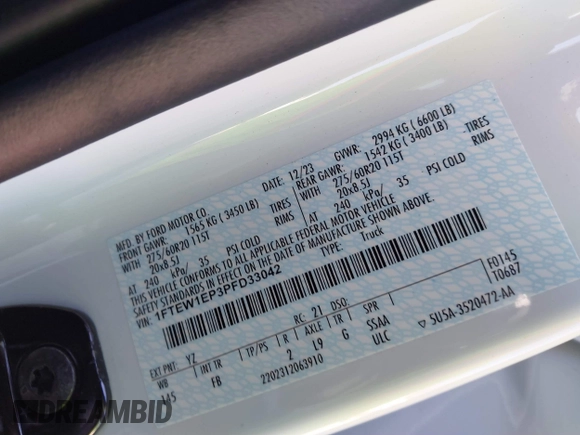 MFD. BY FORD MOTOR CO.
DATE: 12/23 GVWR: 2994 KG ( 6600 LB)
FRONT GAWR: 1565 KG ( 3450 LB) REAR GAWR: 1542 KG ( 3400 LB)
WITH 275/60R20 115T TIRES WITH 275/60R20 115T TIRES
20x8.5J RIMS 20x8.5J RIMS
AT 240 kPa/ 35 PSI COLD AT 240 kPa/ 35 PSI COLD
THIS VEHICLE CONFORMS TO ALL APPLICABLE FEDERAL MOTOR VEHICLE
SAFETY STANDARDS IN EFFECT ON THE DATE OF MANUFACTURE SHOWN ABOVE.
VIN: 1FTEW1EP3PFD33042 TYPE: Truck
F0145
T0687
EXT PNT: YZ RC: 21 DSO:
WB INT TR TP/PS R AXLE TR SPR
145 FB 2 L9 G SSAA
2202312063910 ULC
5U5A-3520472-AA
DREAMBID